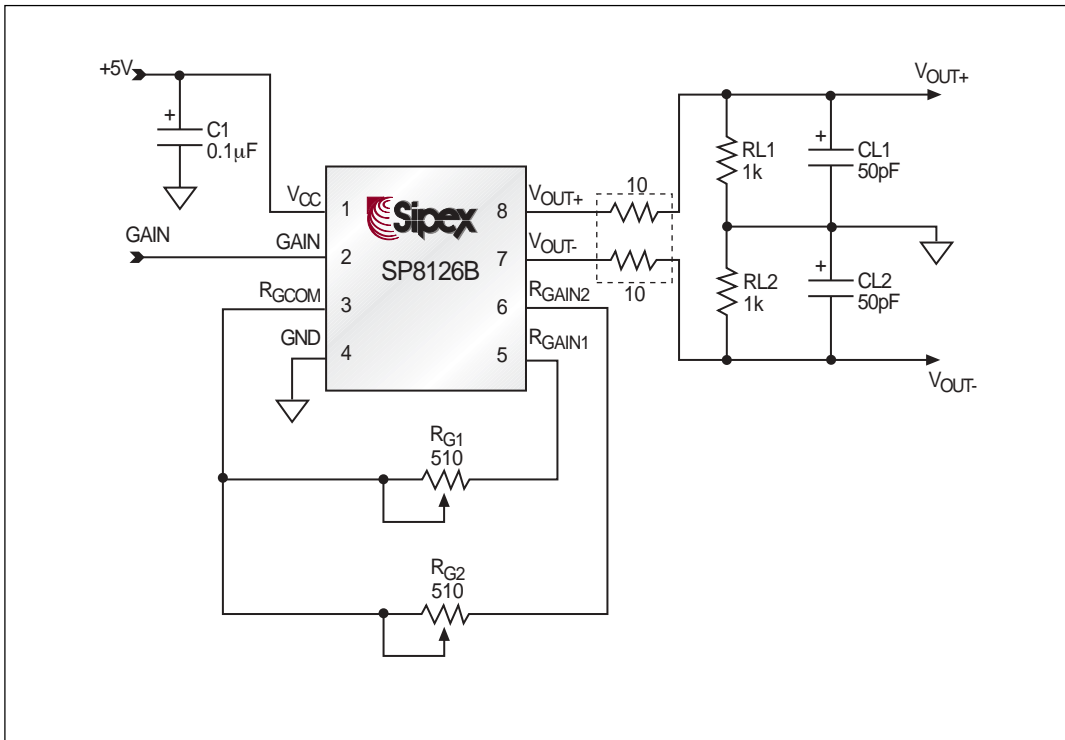 +5V
+
C1
0.1μF
VCC
GAIN
GAIN
RGCOM
GND
1
2
3
4
Sipex
SP8126B
8
7
6
5
VOUT+
VOUT-
RGAIN2
RGAIN1
10
10
RL1
1k
RL2
1k
+
CL1
50pF
+
CL2
50pF
VOUT+
VOUT-
RG1
510
RG2
510